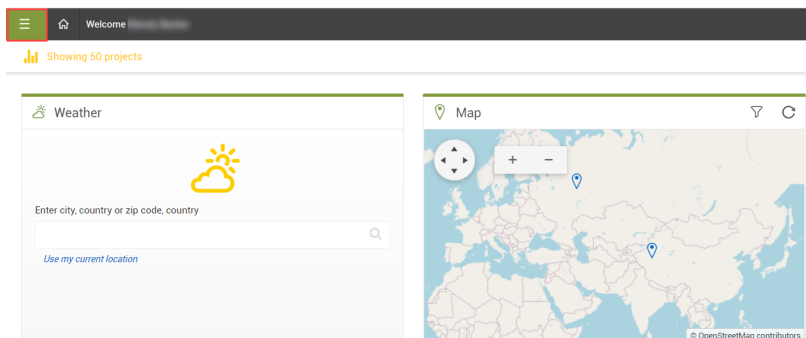 Welcome
Showing 50 projects
Weather
Enter city, country or zip code, country
Use my current location
Map
+ −
© OpenStreetMap contributors